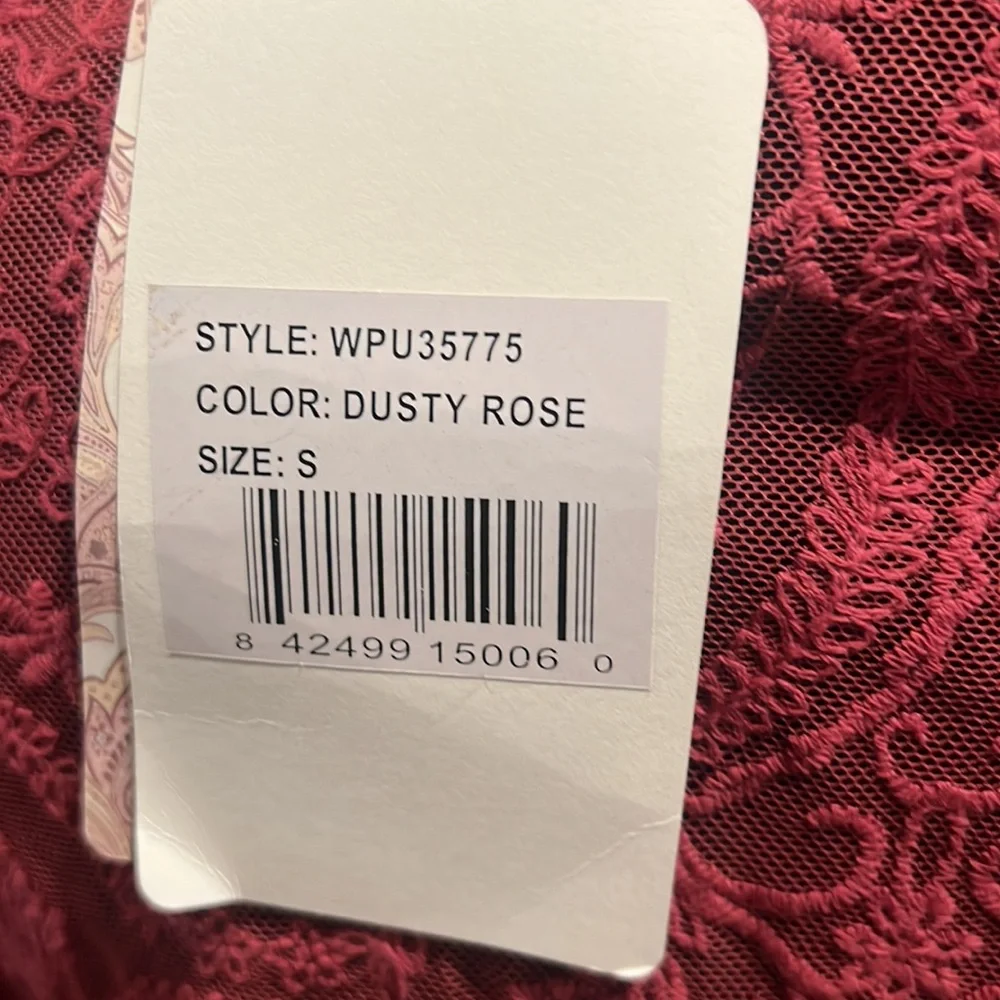 STYLE: WPU35775
COLOR: DUSTY ROSE
SIZE: S
8 42499 15006 0